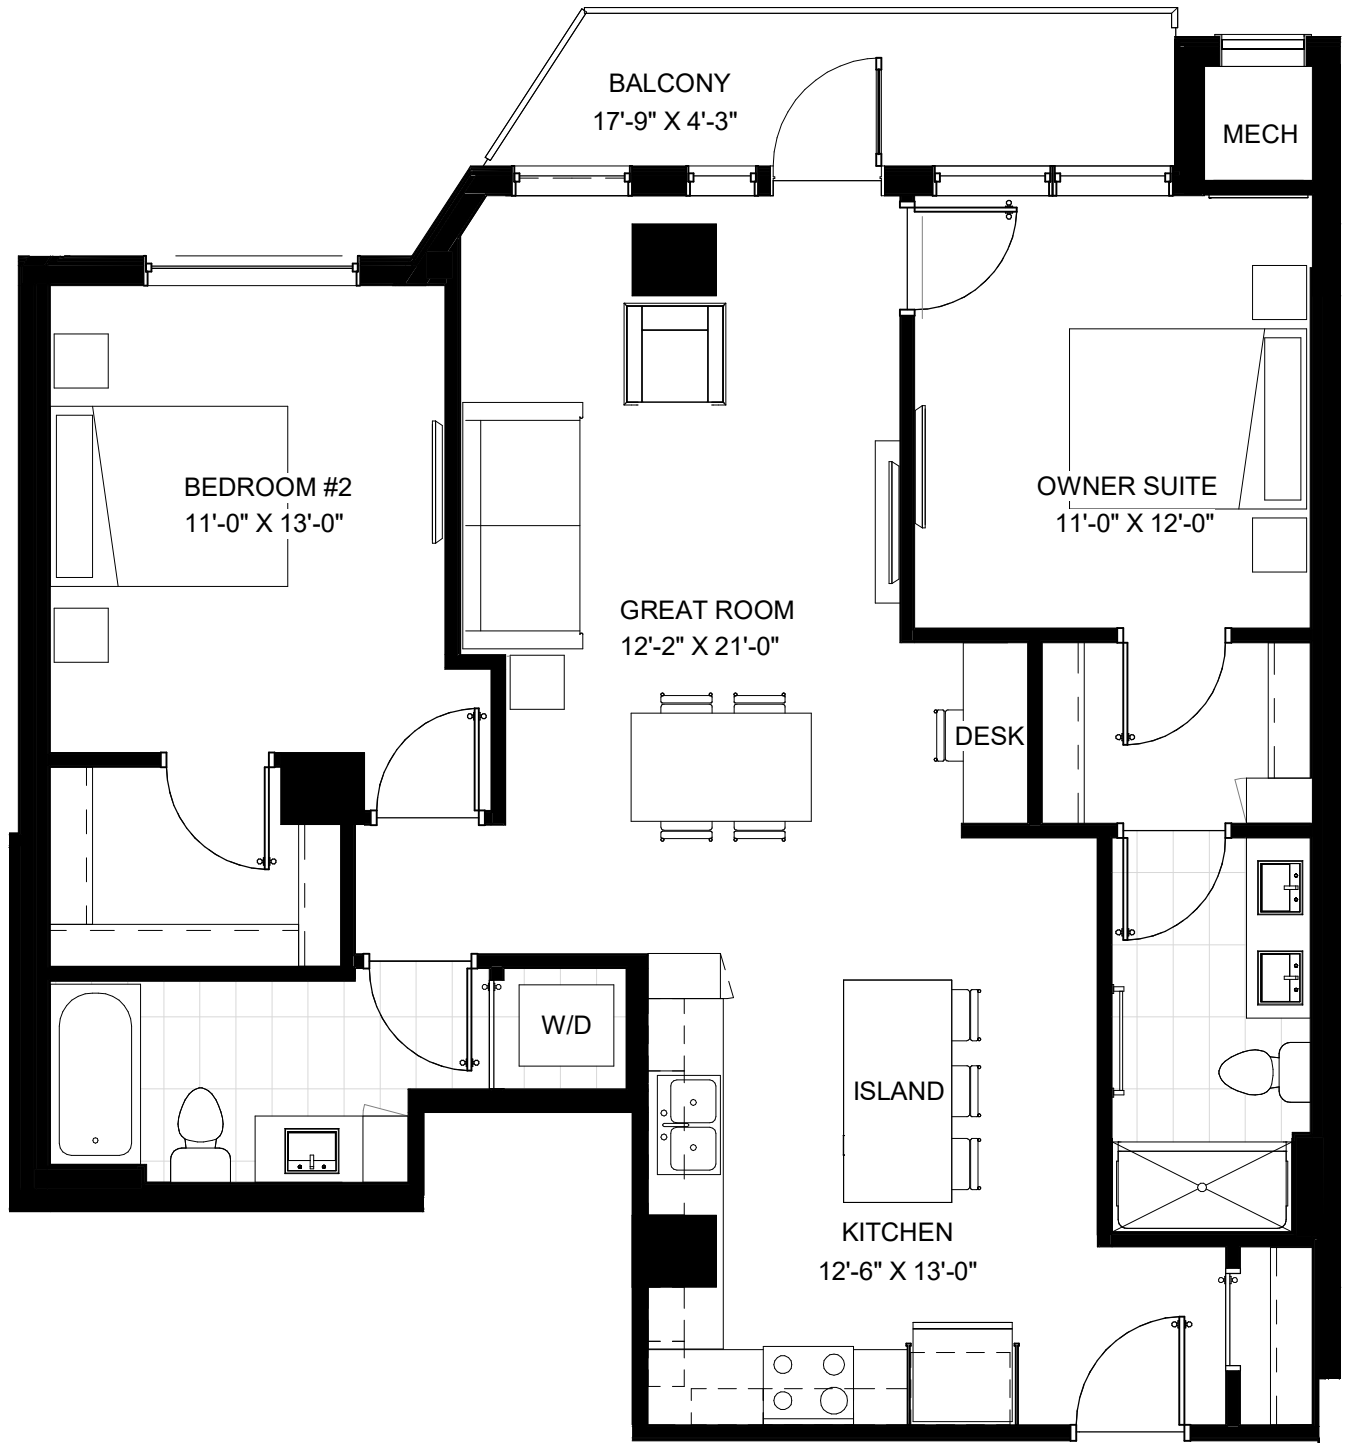 BALCONY
17'-9" X 4'-3"
MECH
BEDROOM #2
11'-0" X 13'-0"
OWNER SUITE
11'-0" X 12'-0"
GREAT ROOM
12'-2" X 21'-0"
DESK
W/D
ISLAND
KITCHEN
12'-6" X 13'-0"